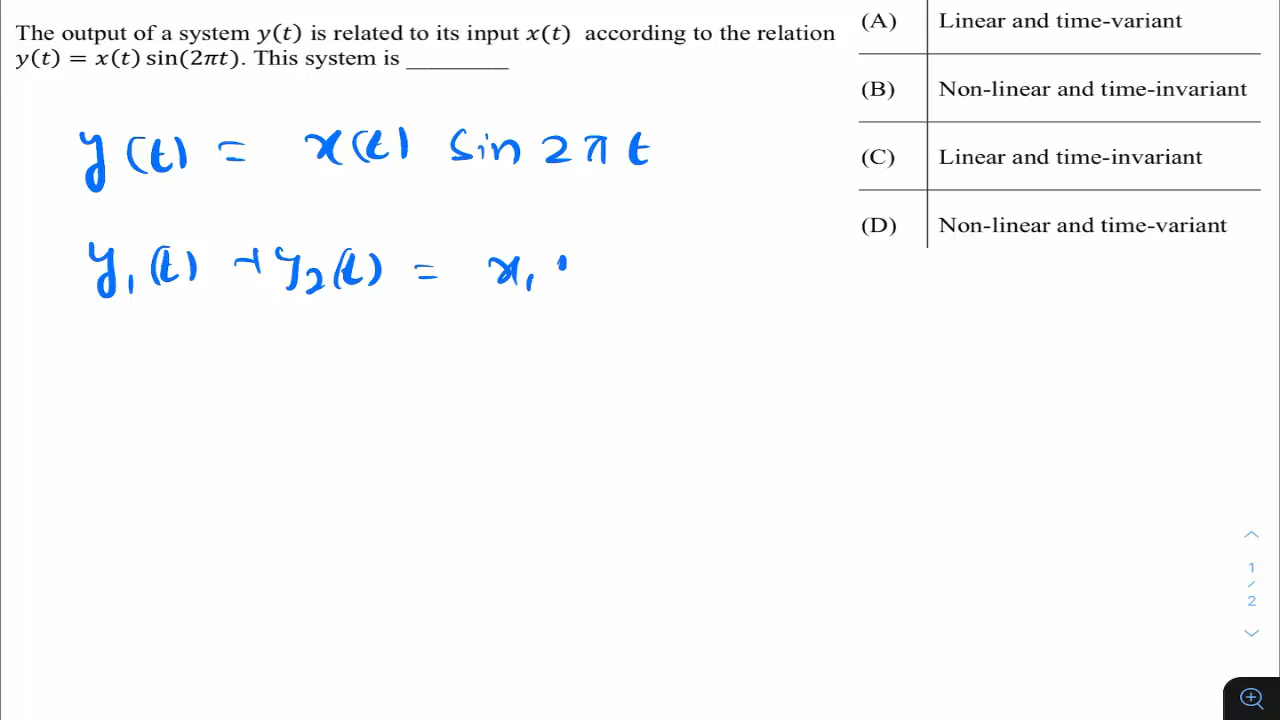 The output of a system y(t) is related to its input x(t) according to the relation
y(t) = x(t) sin(2πt). This system is ________
(A) Linear and time-variant
(B) Non-linear and time-invariant
(C) Linear and time-invariant
(D) Non-linear and time-variant
y(t) = x(t) sin 2πt
y₁(t) + y₂(t) = x₁
1
/
2